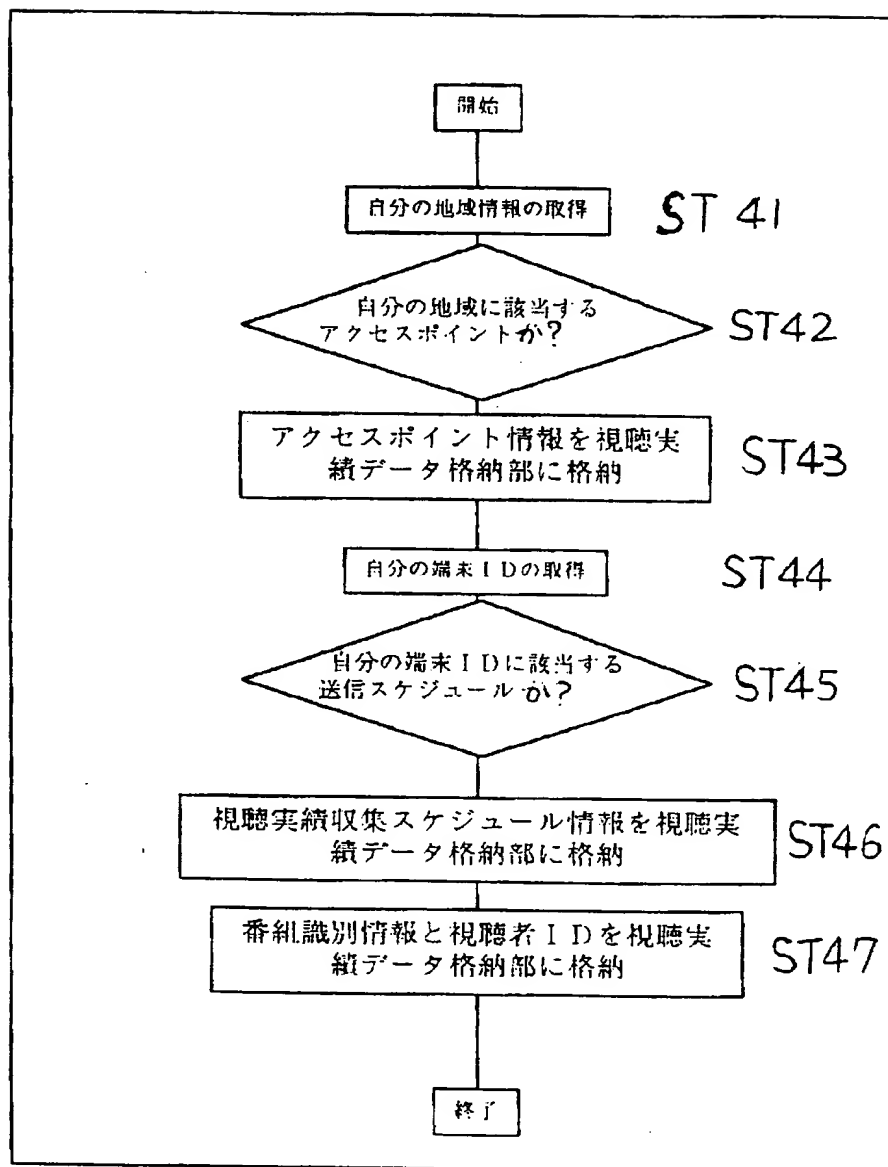 開始
自分の地域情報の取得
ST 41
自分の地域に該当する
アクセスポイントか?
ST42
アクセスポイント情報を視聴実
績データ格納部に格納
ST43
自分の端末IDの取得
ST44
自分の端末IDに該当する
送信スケジュールか?
ST45
視聴実績収集スケジュール情報を視聴実
績データ格納部に格納
ST46
番組識別情報と視聴者IDを視聴実
績データ格納部に格納
ST47
終了